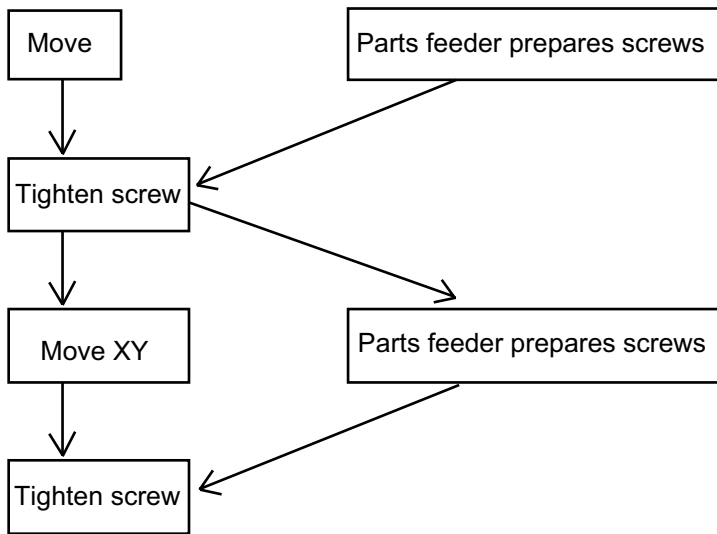 Move
Parts feeder prepares screws
Tighten screw
Move XY
Parts feeder prepares screws
Tighten screw